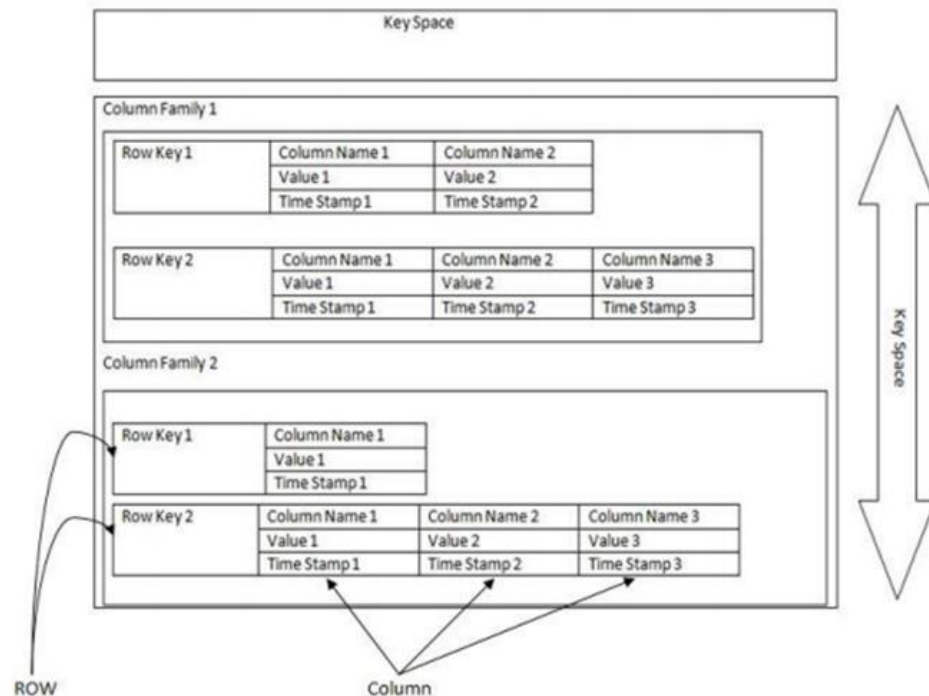 Key Space
Column Family 1
Row Key 1 Column Name 1 Column Name 2
Value 1 Value 2
Time Stamp 1 Time Stamp 2
Row Key 2 Column Name 1 Column Name 2 Column Name 3
Value 1 Value 2 Value 3
Time Stamp 1 Time Stamp 2 Time Stamp 3
Key Space
Column Family 2
Row Key 1 Column Name 1
Value 1
Time Stamp 1
Row Key 2 Column Name 1 Column Name 2 Column Name 3
Value 1 Value 2 Value 3
Time Stamp 1 Time Stamp 2 Time Stamp 3
ROW Column